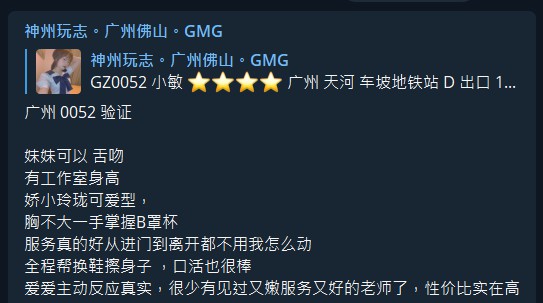 神州玩志。广州佛山。GMG
神州玩志。广州佛山。GMG
GZ0052 小敏 ⭐⭐⭐⭐ 广州 天河 车坡地铁站 D 出口 1...
广州 0052 验证
妹妹可以 舌吻
有工作室身高
娇小玲珑可爱型，
胸不大一手掌握B罩杯
服务真的好从进门到离开都不用我怎么动
全程帮换鞋擦身子 ，口活也很棒
爱爱主动反应真实，很少有见过又嫩服务又好的老师了，性价比实在高